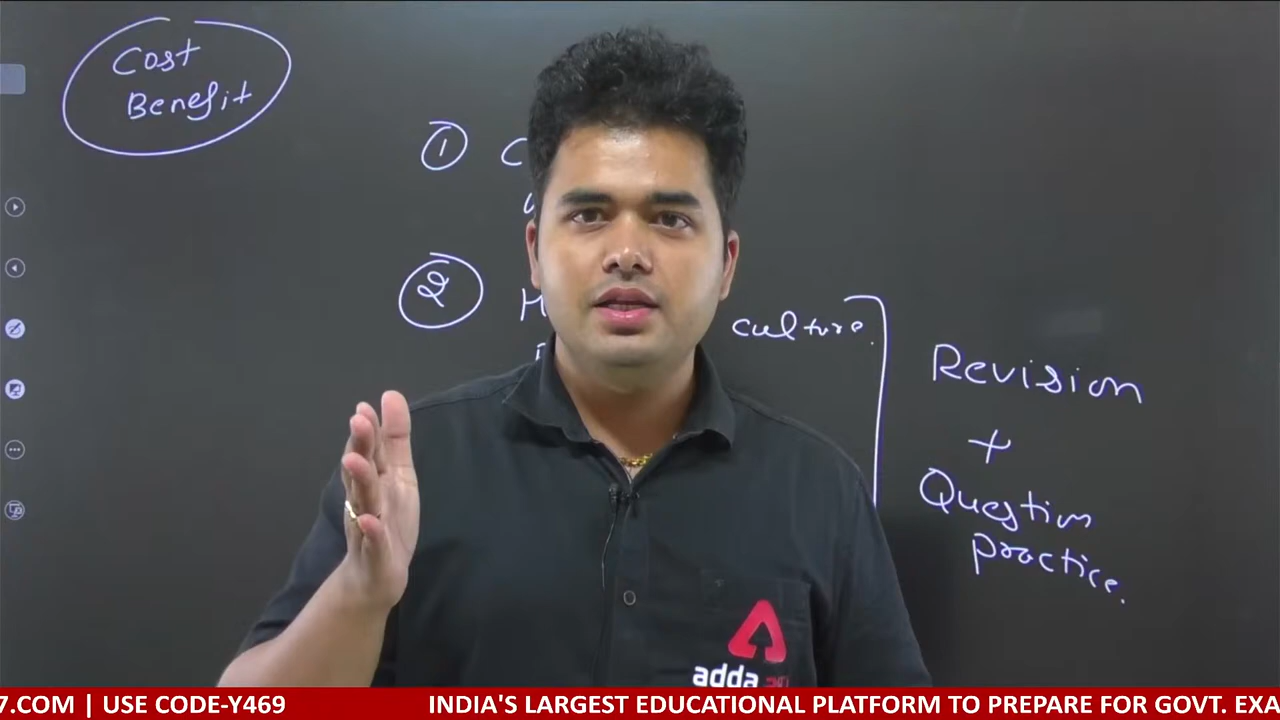 Cost
Benefit
1
2
culture.
Revision
+
Question
practice.
adda
7.COM | USE CODE-Y469
INDIA'S LARGEST EDUCATIONAL PLATFORM TO PREPARE FOR GOVT. EXA